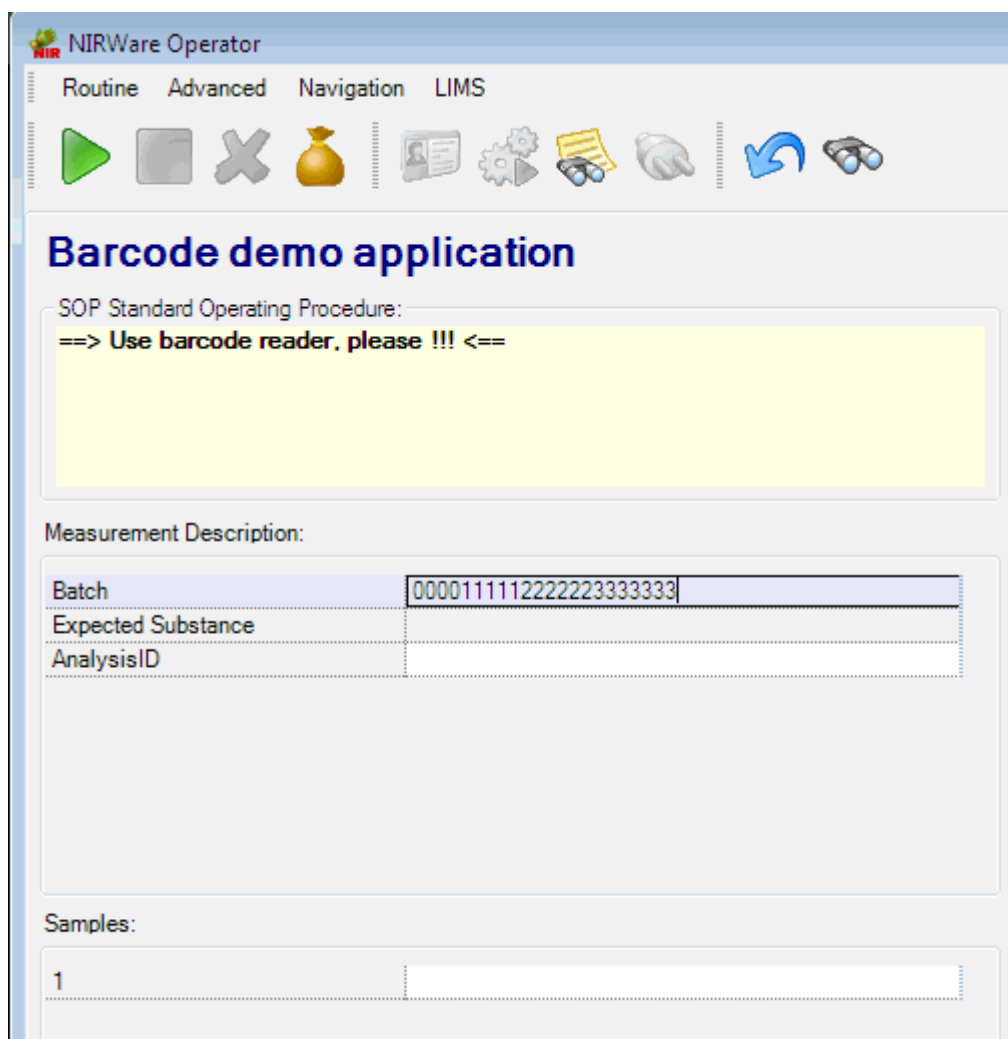 NIR
NIRWare Operator
Routine Advanced Navigation LIMS
Barcode demo application
SOP Standard Operating Procedure:
==> Use barcode reader, please !!! <==
Measurement Description:
Batch 0000111112222223333333
Expected Substance
AnalysisID
Samples:
1